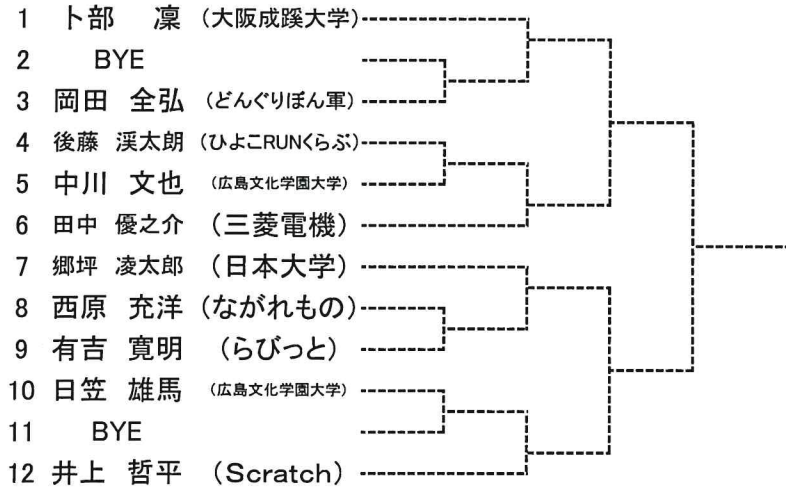 1 卜部 凜 (大阪成蹊大学)
2 BYE
3 岡田 全弘 (どんぐりぽん軍)
4 後藤 渓太朗 (ひよこRUNくらぶ)
5 中川 文也 (広島文化学園大学)
6 田中 優之介 (三菱電機)
7 郷坪 凌太郎 (日本大学)
8 西原 充洋 (ながれもの)
9 有吉 寛明 (らびっと)
10 日笠 雄馬 (広島文化学園大学)
11 BYE
12 井上 哲平 (Scratch)